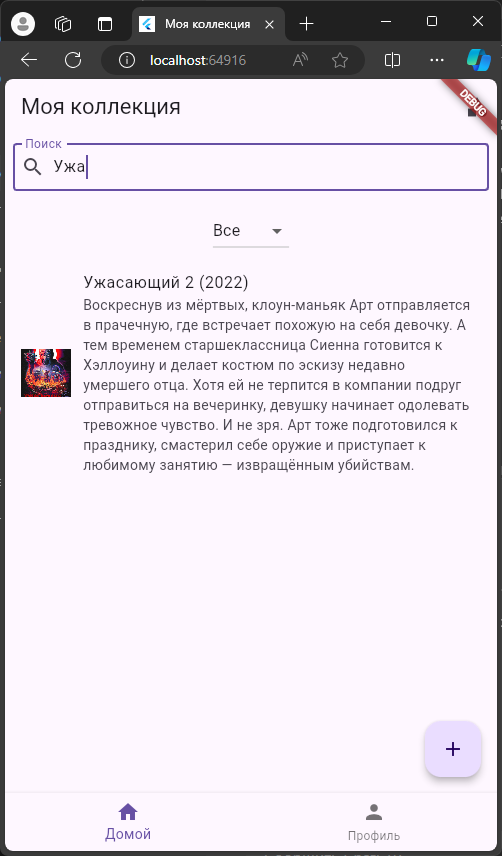 Моя коллекция
localhost:64916
Моя коллекция
DEBUG
Поиск
Ужа
Все
Ужасающий 2 (2022)
Воскреснув из мёртвых, клоун-маньяк Арт отправляется
в прачечную, где встречает похожую на себя девочку. А
тем временем старшеклассница Сиенна готовится к
Хэллоуину и делает костюм по эскизу недавно
умершего отца. Хотя ей не терпится в компании подруг
отправиться на вечеринку, девушку начинает одолевать
тревожное чувство. И не зря. Арт тоже подготовился к
празднику, смастерил себе оружие и приступает к
любимому занятию — извращённым убийствам.
Домой
Профиль